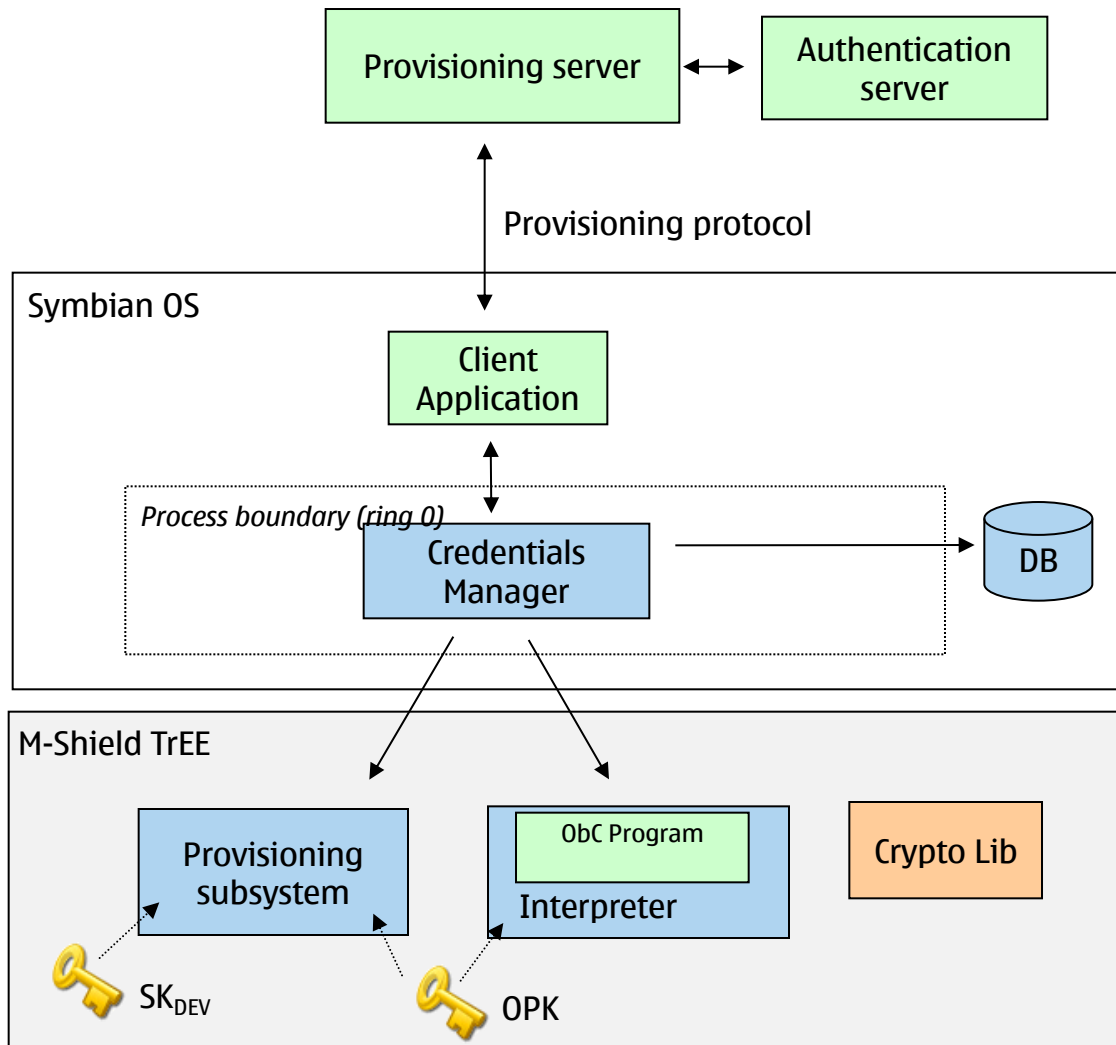 Provisioning server
Authentication
server
Provisioning protocol
Symbian OS
Client
Application
Process boundary (ring 0)
Credentials
Manager
DB
M-Shield TrEE
Provisioning
subsystem
ObC Program
Interpreter
Crypto Lib
SKDEV
OPK